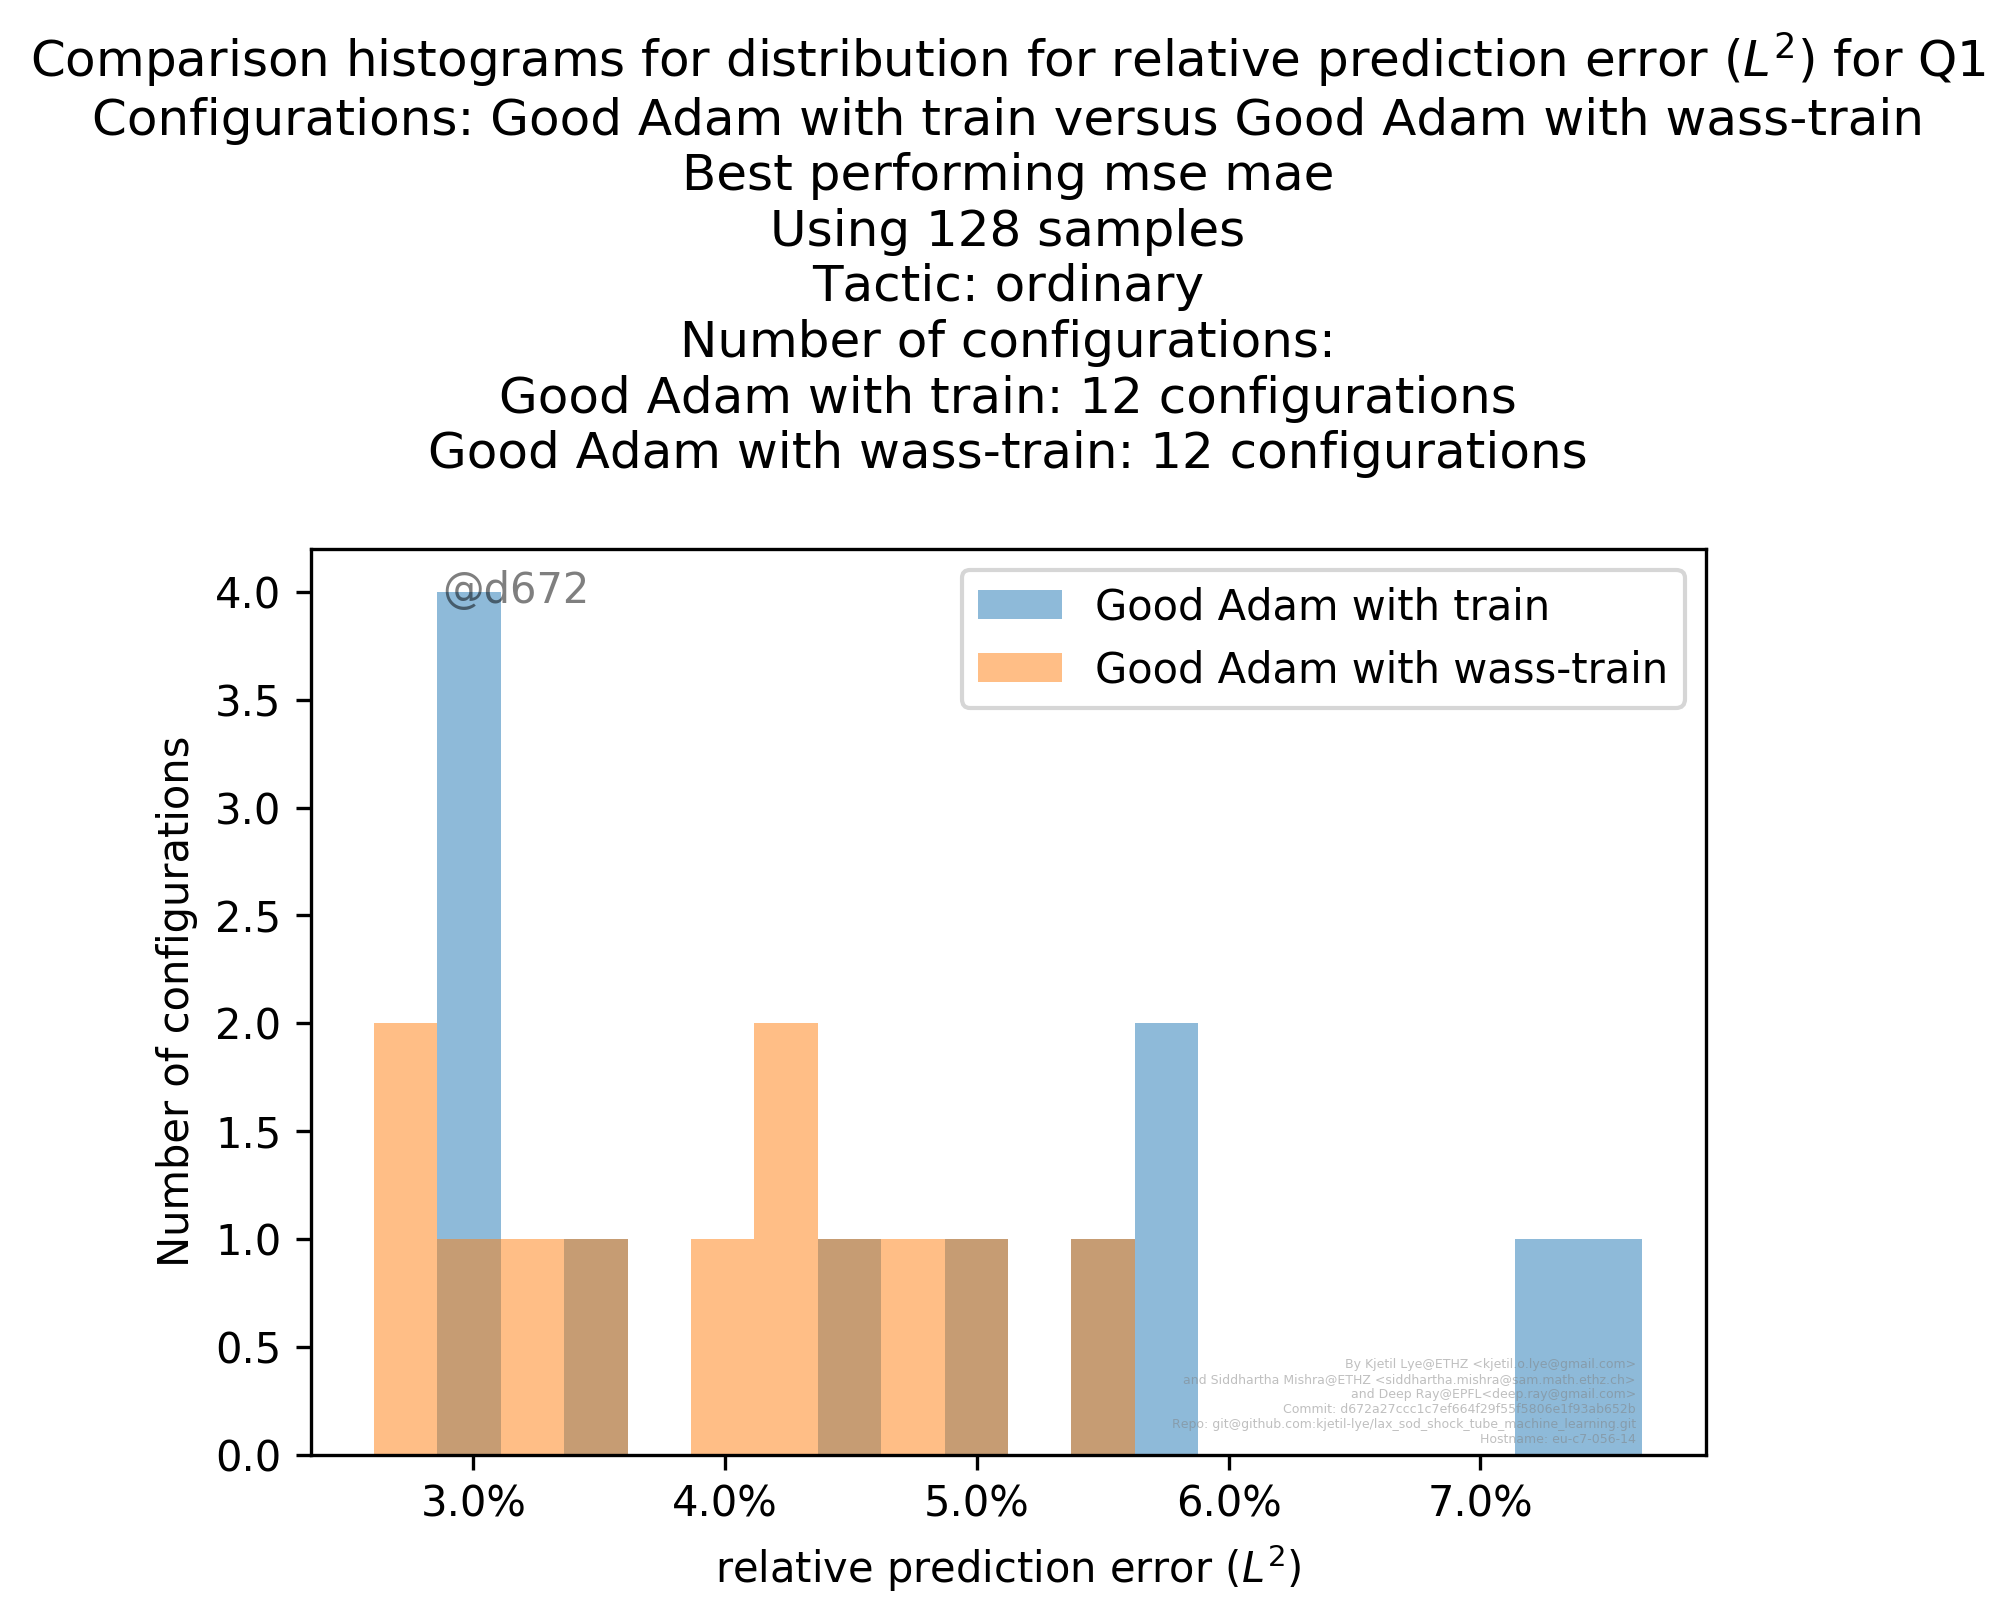 Comparison histograms for distribution for relative prediction error (L²) for Q1
Configurations: Good Adam with train versus Good Adam with wass-train
Best performing mse mae
Using 128 samples
Tactic: ordinary
Number of configurations:
Good Adam with train: 12 configurations
Good Adam with wass-train: 12 configurations
@d672
Good Adam with train
Good Adam with wass-train
Number of configurations
4.0
3.5
3.0
2.5
2.0
1.5
1.0
0.5
0.0
By Kjetil Lye@ETHZ <kjetil.o.lye@gmail.com>
and Siddhartha Mishra@ETHZ <siddhartha.mishra@sam.math.ethz.ch>
and Deep Ray@EPFL<deep.ray@gmail.com>
Commit: d672a27ccc1c7ef664f29f55f5806e1f93ab652b
Repo: git@github.com:kjetil-lye/lax_sod_shock_tube_machine_learning.git
Hostname: eu-c7-056-14
3.0% 4.0% 5.0% 6.0% 7.0%
relative prediction error (L²)